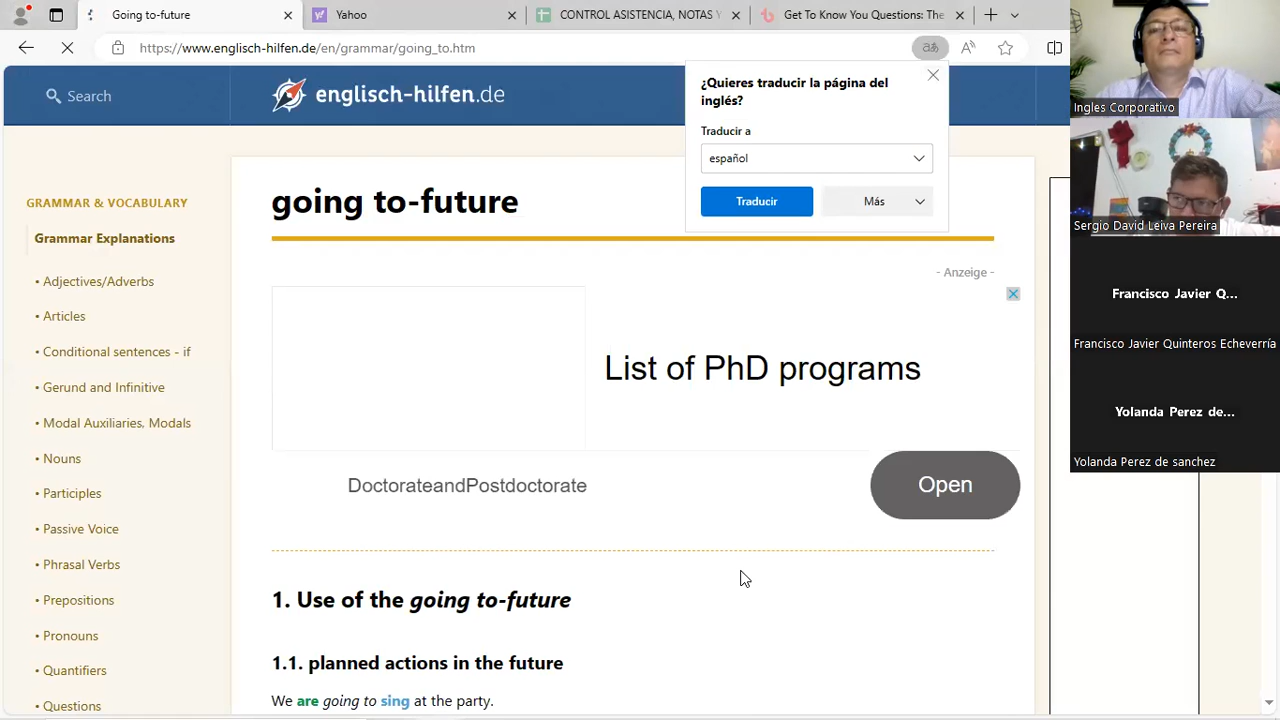 Going to-future
Yahoo
CONTROL ASISTENCIA, NOTAS Y
Get To Know You Questions: The
https://www.englisch-hilfen.de/en/grammar/going_to.htm
Search
englisch-hilfen.de
¿Quieres traducir la página del
inglés?
Traducir a
español
Traducir
Más
GRAMMAR & VOCABULARY
Grammar Explanations
• Adjectives/Adverbs
• Articles
• Conditional sentences - if
• Gerund and Infinitive
• Modal Auxiliaries, Modals
• Nouns
• Participles
• Passive Voice
• Phrasal Verbs
• Prepositions
• Pronouns
• Quantifiers
• Questions
going to-future
- Anzeige -
List of PhD programs
DoctorateandPostdoctorate
Open
1. Use of the going to-future
1.1. planned actions in the future
We are going to sing at the party.
Ingles Corporativo
Sergio David Leiva Pereira
Francisco Javier Q...
Francisco Javier Quinteros Echeverría
Yolanda Perez de...
Yolanda Perez de sanchez